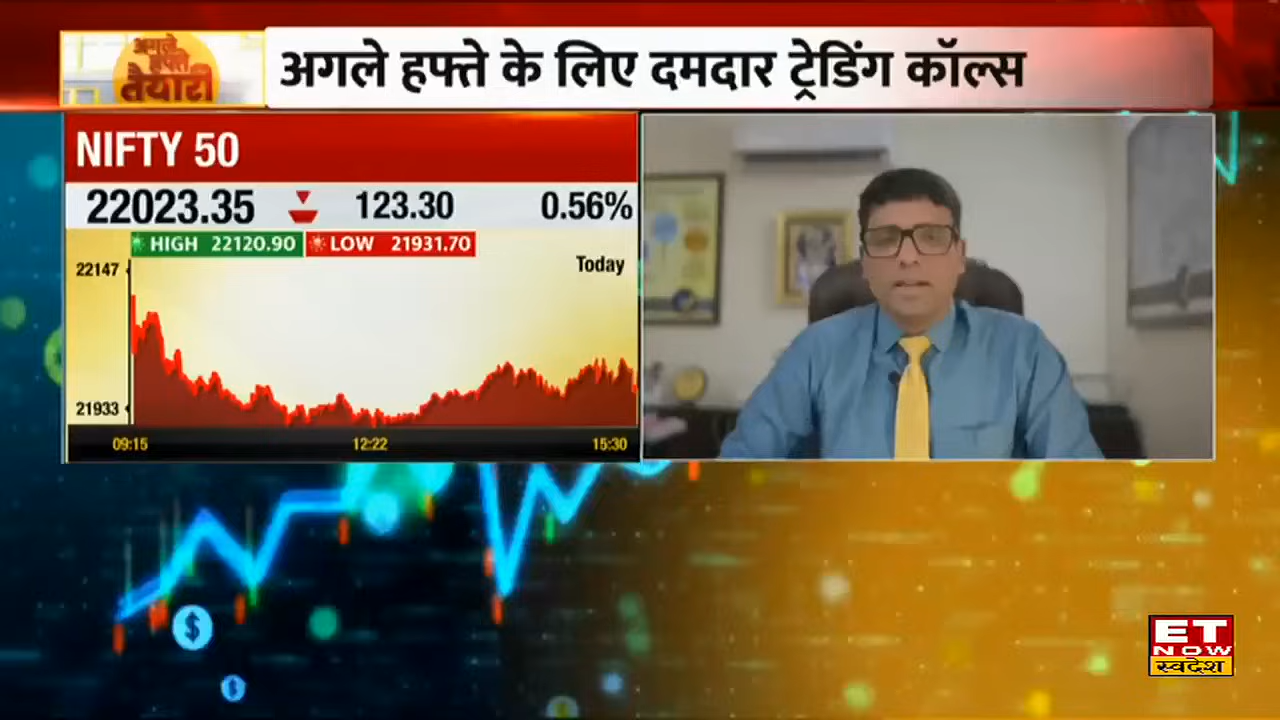 अगले
हफ्ते
तैयारी
अगले हफ्ते के लिए दमदार ट्रेडिंग कॉल्स
NIFTY 50
22023.35 123.30 0.56%
HIGH 22120.90 LOW 21931.70
Today
22147
21933
09:15 12:22 15:30
$
$
ET
NOW
स्वदेश